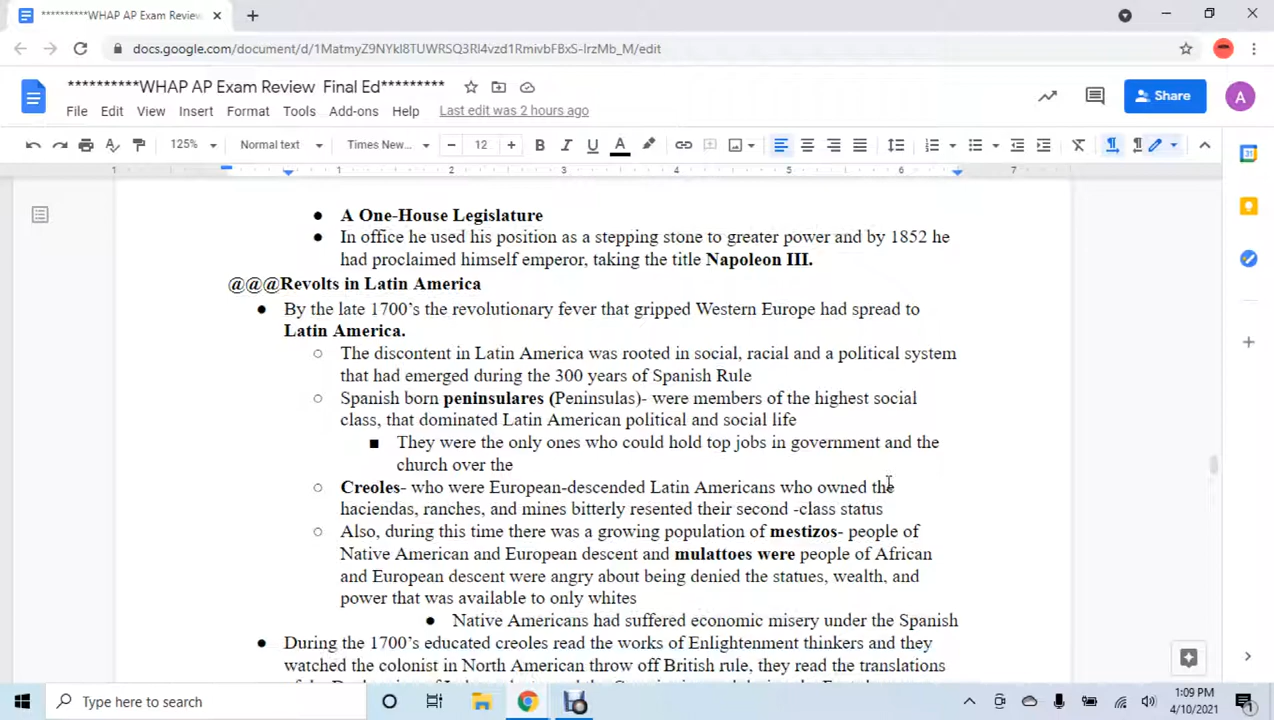 **********WHAP AP Exam Review
docs.google.com/document/d/1MatmyZ9NYkI8TUWRSQ3RI4vzd1RmivbFBxS-IrzMb_M/edit
**********WHAP AP Exam Review Final Ed*********
File Edit View Insert Format Tools Add-ons Help Last edit was 2 hours ago
Share
A
125% Normal text Times New... 12 B I U A
1 1 2 3 4 5 6 7
● A One-House Legislature
● In office he used his position as a stepping stone to greater power and by 1852 he
had proclaimed himself emperor, taking the title Napoleon III.
@@@Revolts in Latin America
● By the late 1700's the revolutionary fever that gripped Western Europe had spread to
Latin America.
○ The discontent in Latin America was rooted in social, racial and a political system
that had emerged during the 300 years of Spanish Rule
○ Spanish born peninsulares (Peninsulas)- were members of the highest social
class, that dominated Latin American political and social life
■ They were the only ones who could hold top jobs in government and the
church over the
○ Creoles- who were European-descended Latin Americans who owned the
haciendas, ranches, and mines bitterly resented their second -class status
○ Also, during this time there was a growing population of mestizos- people of
Native American and European descent and mulattoes were people of African
and European descent were angry about being denied the statues, wealth, and
power that was available to only whites
● Native Americans had suffered economic misery under the Spanish
● During the 1700's educated creoles read the works of Enlightenment thinkers and they
watched the colonist in North American throw off British rule, they read the translations
Type here to search
1:09 PM
4/10/2021